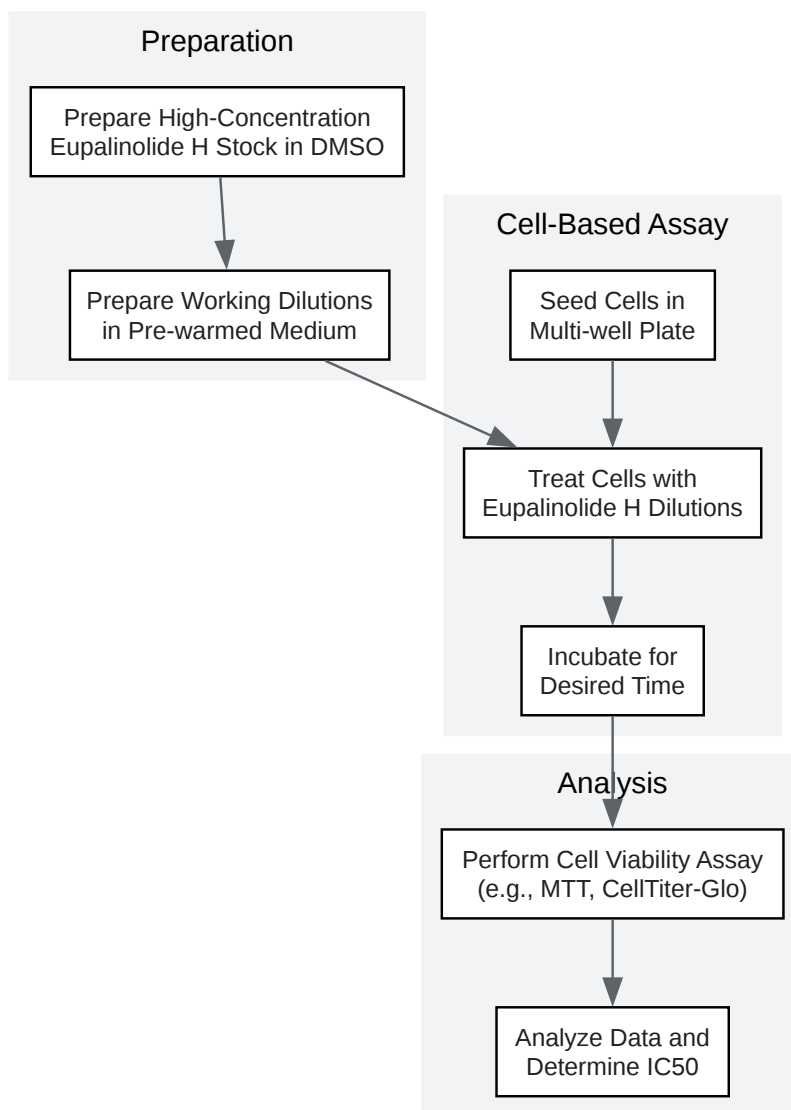 Preparation
Prepare High-Concentration
Eupalinolide H Stock in DMSO
Prepare Working Dilutions
in Pre-warmed Medium
Cell-Based Assay
Seed Cells in
Multi-well Plate
Treat Cells with
Eupalinolide H Dilutions
Incubate for
Desired Time
Analysis
Perform Cell Viability Assay
(e.g., MTT, CellTiter-Glo)
Analyze Data and
Determine IC50